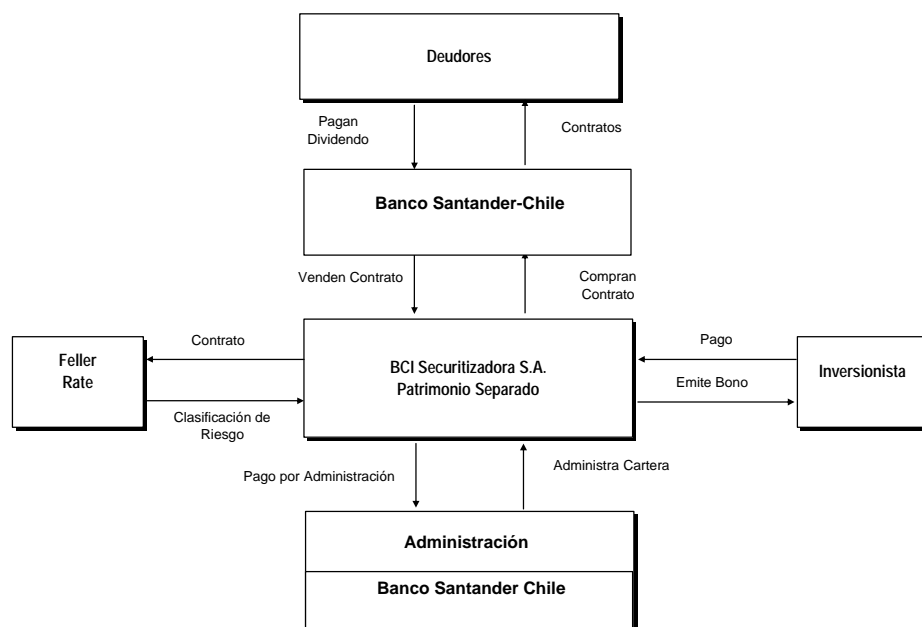 Deudores
Pagan
Dividendo
Contratos
Banco Santander-Chile
Venden Contrato
Compran
Contrato
Feller
Rate
Contrato
Clasificación de
Riesgo
BCI Securitizadora S.A.
Patrimonio Separado
Pago
Emite Bono
Inversionista
Pago por Administración
Administra Cartera
Administración
Banco Santander Chile